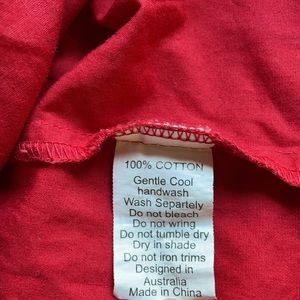 100% COTTON
Gentle Cool
handwash
Wash Separtely
Do not bleach
Do not wring
Do not tumble dry
Dry in shade
Do not iron trims
Designed in
Australia
Made in China